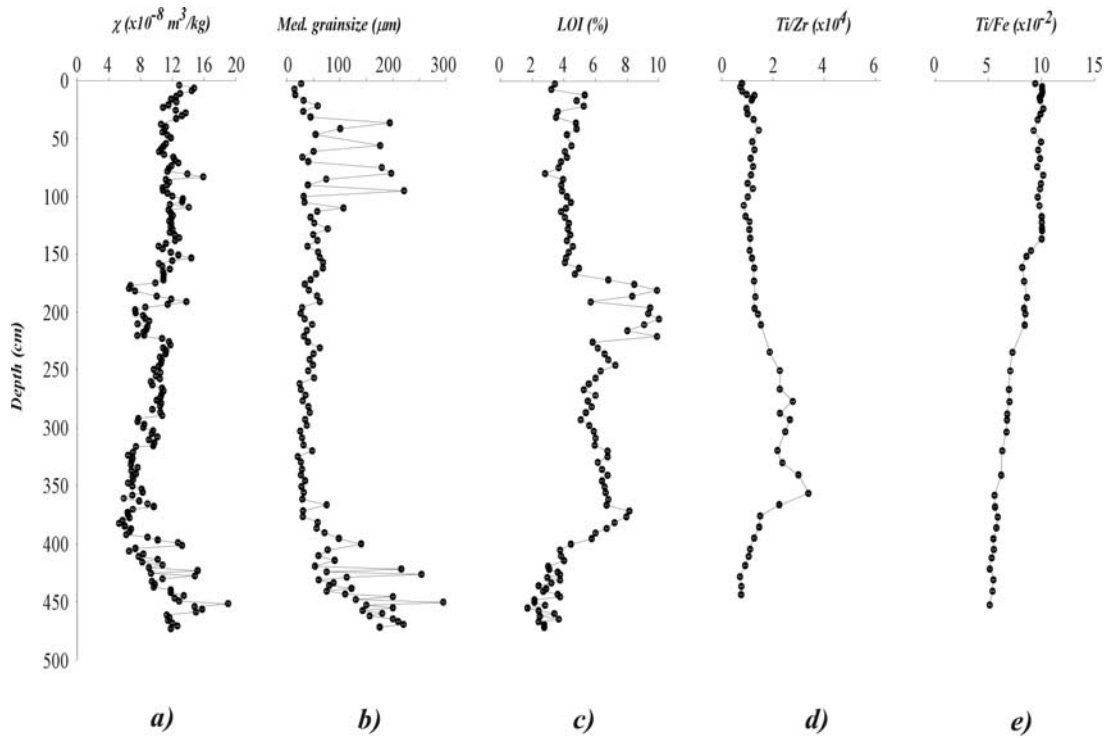 χ (x10⁻⁸ m³/kg) Med. grainsize (μm) LOI (%) Ti/Zr (x10⁴) Ti/Fe (x10⁻²)
0 4 8 12 16 20 0 100 200 300 0 2 4 6 8 10 0 2 4 6 0 5 10 15
0
50
100
150
200
250
300
350
400
450
500
Depth (cm)
a) b) c) d) e)